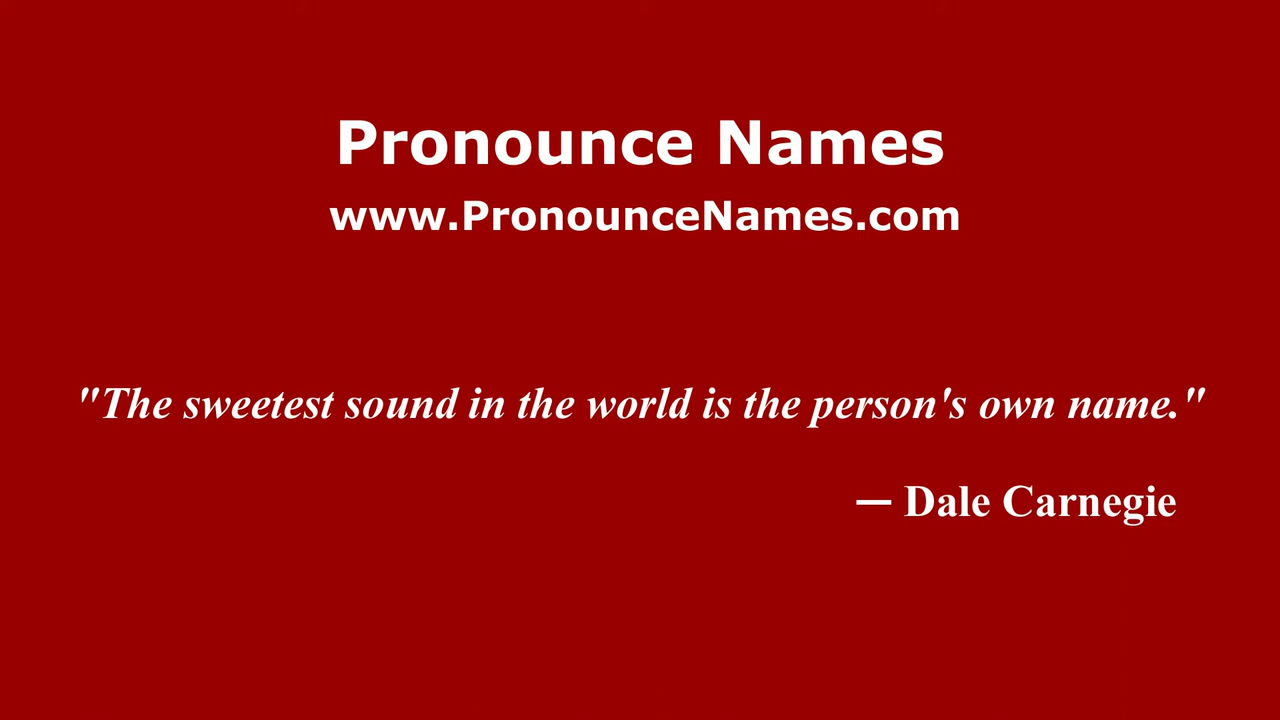 Pronounce Names
www.PronounceNames.com
"The sweetest sound in the world is the person's own name."
— Dale Carnegie